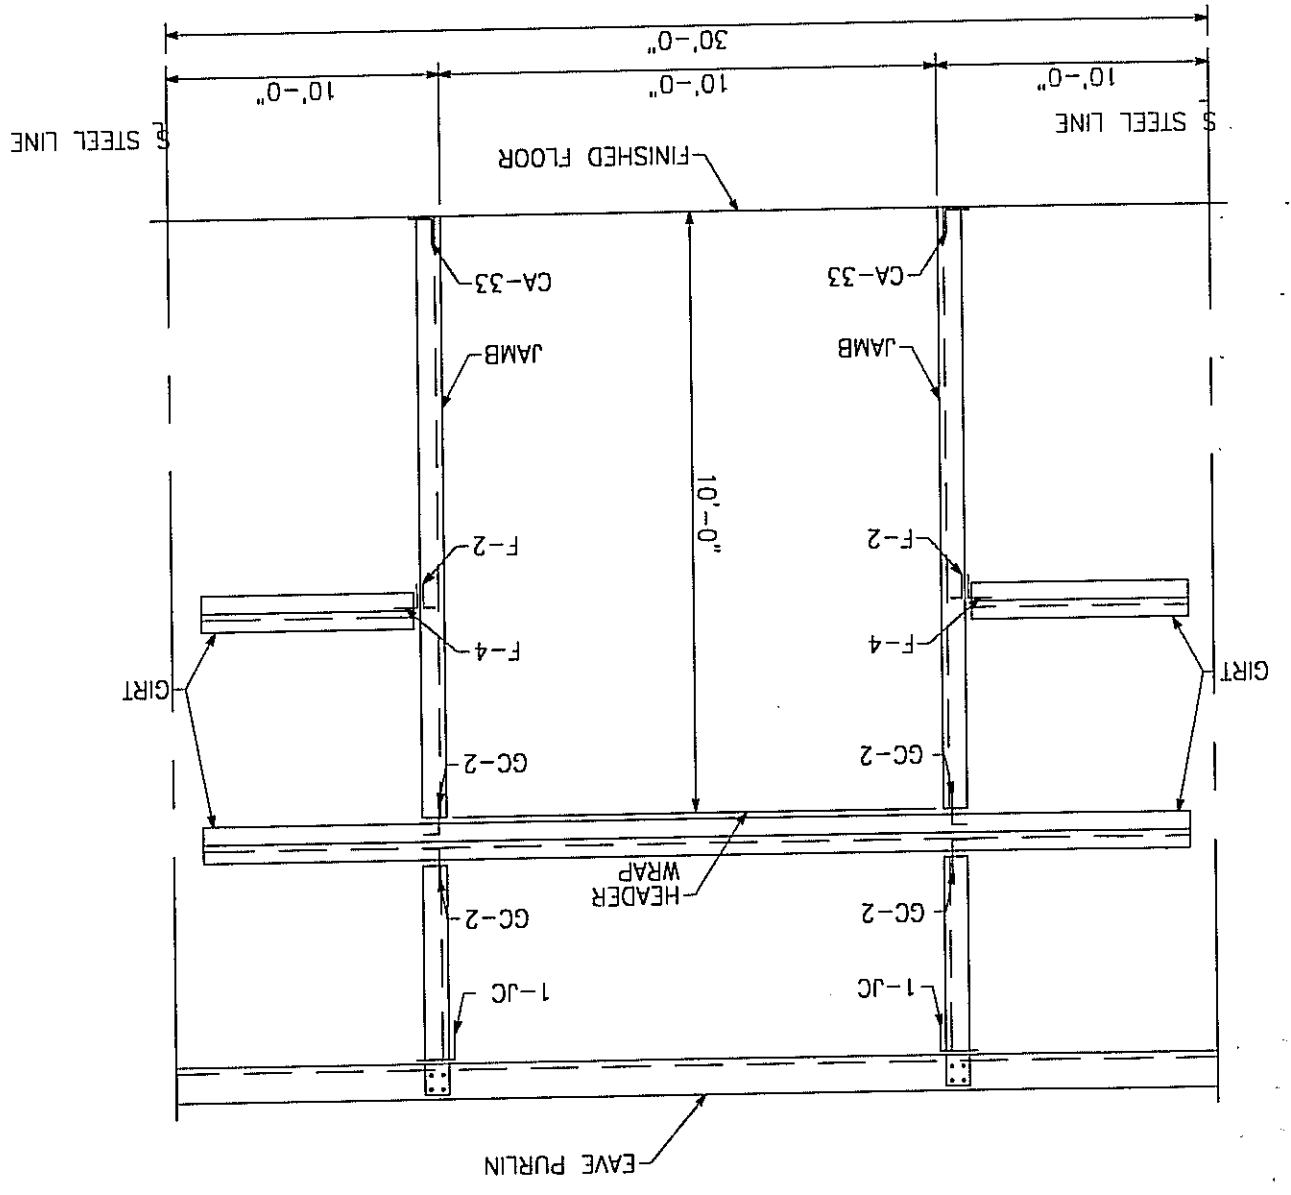 EAVE PURLIN
1-JC
1-JC
GC-2
GC-2
HEADER
WRAP
GC-2
GC-2
GIRT
GIRT
F-4
F-4
F-2
F-2
10'-0"
JAMB
JAMB
CA-33
CA-33
FINISHED FLOOR
℄ STEEL LINE
℄ STEEL LINE
10'-0"
10'-0"
10'-0"
30'-0"